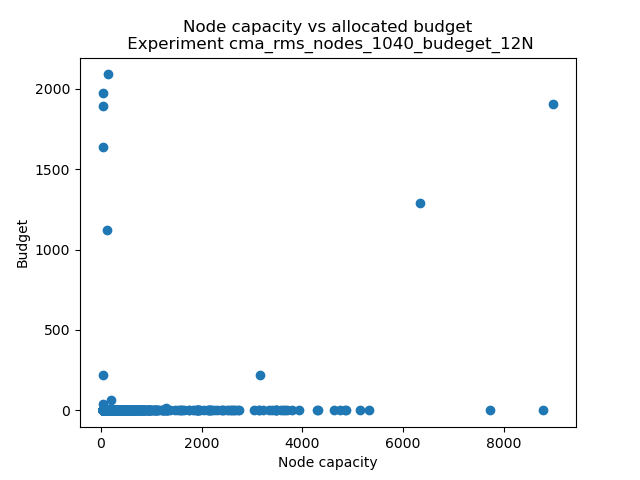 Node capacity vs allocated budget
Experiment cma_rms_nodes_1040_budeget_12N
2000
1500
1000
500
0
Budget
0 2000 4000 6000 8000
Node capacity